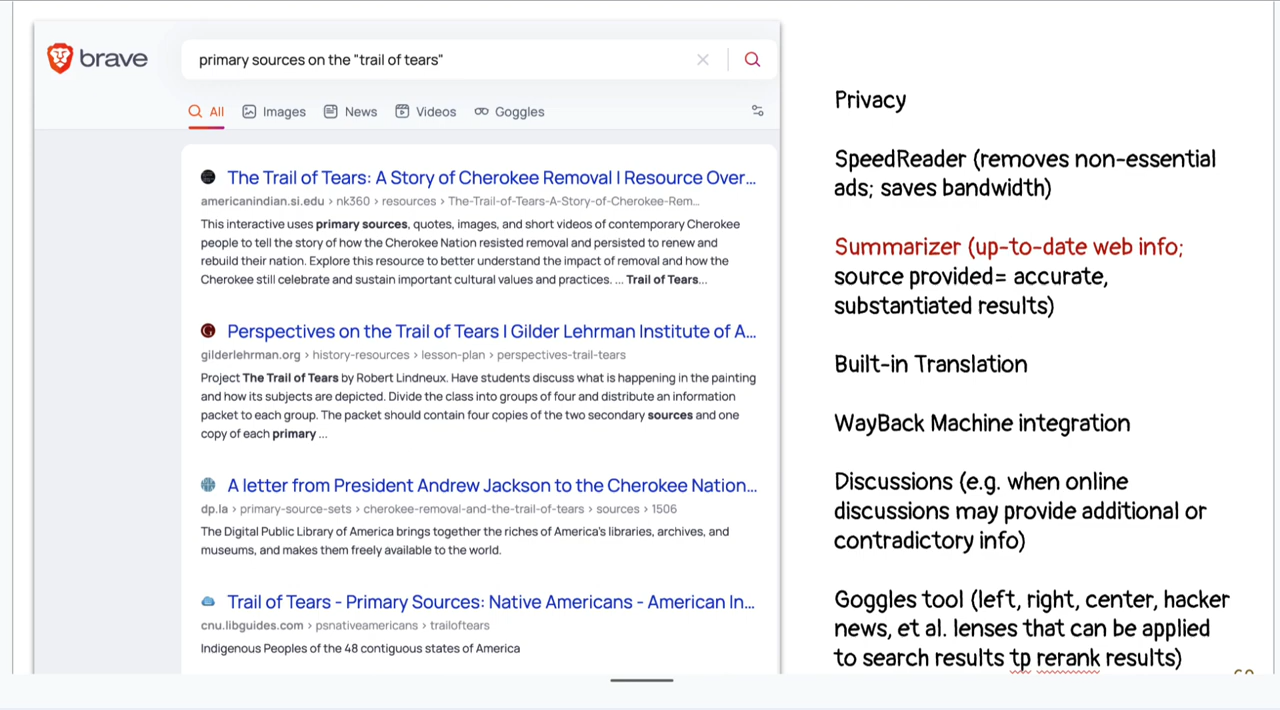 brave
primary sources on the "trail of tears"
All Images News Videos Goggles
The Trail of Tears: A Story of Cherokee Removal | Resource Over...
americanindian.si.edu › nk360 › resources › The-Trail-of-Tears-A-Story-of-Cherokee-Rem...
This interactive uses primary sources, quotes, images, and short videos of contemporary Cherokee
people to tell the story of how the Cherokee Nation resisted removal and persisted to renew and
rebuild their nation. Explore this resource to better understand the impact of removal and how the
Cherokee still celebrate and sustain important cultural values and practices. ... Trail of Tears...
Perspectives on the Trail of Tears | Gilder Lehrman Institute of A...
gilderlehrman.org › history-resources › lesson-plan › perspectives-trail-tears
Project The Trail of Tears by Robert Lindneux. Have students discuss what is happening in the painting
and how its subjects are depicted. Divide the class into groups of four and distribute an information
packet to each group. The packet should contain four copies of the two secondary sources and one
copy of each primary ...
A letter from President Andrew Jackson to the Cherokee Nation...
dp.la › primary-source-sets › cherokee-removal-and-the-trail-of-tears › sources › 1506
The Digital Public Library of America brings together the riches of America's libraries, archives, and
museums, and makes them freely available to the world.
Trail of Tears - Primary Sources: Native Americans - American In...
cnu.libguides.com › psnativeamericans › trailoftears
Indigenous Peoples of the 48 contiguous states of America
Privacy
SpeedReader (removes non-essential
ads; saves bandwidth)
Summarizer (up-to-date web info;
source provided= accurate,
substantiated results)
Built-in Translation
WayBack Machine integration
Discussions (e.g. when online
discussions may provide additional or
contradictory info)
Goggles tool (left, right, center, hacker
news, et al. lenses that can be applied
to search results tp rerank results)